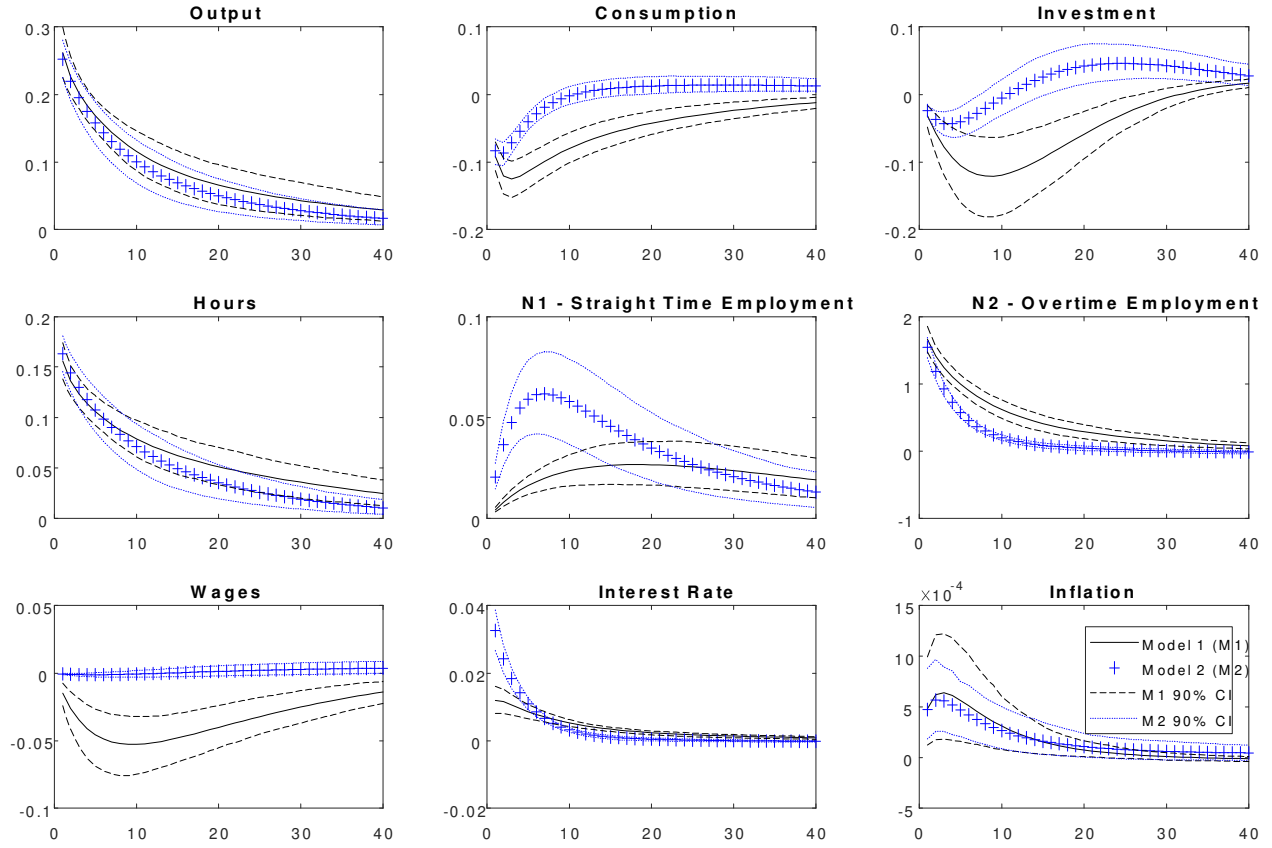 Output
0.3
0.2
0.1
0
0 10 20 30 40
Consumption
0.1
0
-0.1
-0.2
0 10 20 30 40
Investment
0.1
0
-0.1
-0.2
0 10 20 30 40
Hours
0.2
0.15
0.1
0.05
0
0 10 20 30 40
N1 - Straight Time Employment
0.1
0.05
0
0 10 20 30 40
N2 - Overtime Employment
2
1
0
-1
0 10 20 30 40
Wages
0.05
0
-0.05
-0.1
0 10 20 30 40
Interest Rate
0.04
0.02
0
-0.02
0 10 20 30 40
Inflation
×10-4
15
10
5
0
-5
0 10 20 30 40
Model 1 (M1)
Model 2 (M2)
M1 90% CI
M2 90% CI